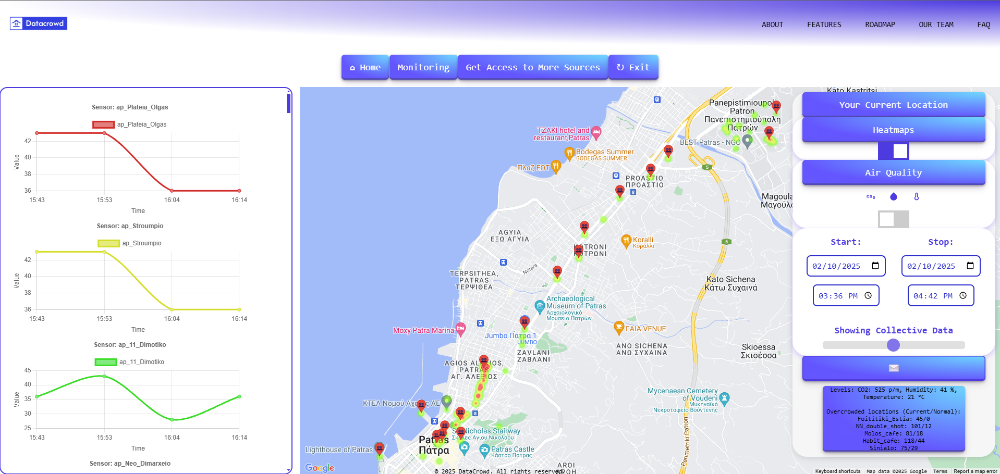 Datacrowd
ABOUT
FEATURES
ROADMAP
OUR TEAM
FAQ
⌂ Home
Monitoring
Get Access to More Sources
↻ Exit
Sensor: ap_Plateia_Olgas
ap_Plateia_Olgas
42
40
38
36
Value
15:43
15:53
16:04
16:14
Time
Sensor: ap_Stroumpio
ap_Stroumpio
42
40
38
36
Value
15:43
15:53
16:04
16:14
Time
Sensor: ap_11_Dimotiko
ap_11_Dimotiko
45
40
35
30
25
Value
15:43
15:53
16:04
16:14
Time
Sensor: ap_Neo_Dimarxeio
Kato Kastritsi
Panepistimioupoli
Patron
Πανεπιστημιούπολη
Πατρών
TZAKI hotel and
restaurant,Patras
BEST Patras - NGO
Bodegas Summer
BODEGAS SUMMER
Πλαζ ΕΟΤ
5
PROASTIO
ΠΡΟΑΣΤΙΟ
8
Magoula
Μαγούλα
AGYIA
ΕΞΩ ΑΓΥΙΑ
Koralli
Κοράλλι
5
KOTRONI
ΚΟΤΡΩΝΙ
Notara
TERPSITHEA,
PATRAS
ΤΕΡΨΙΘΕΑ
Kato Sichena
Κάτω Συχαινά
Archaeological
Museum of Patras
Αρχαιολογικό
Μουσείο Πατρών
Moxy Patra Marina
Jumbo Πάτρα 1
JUMBO
ΓΑΙΑ VENUE
ANO SICHENA
ΑΝΩ ΣΥΧΑΙΝΑ
Skioessa
Σκιοέσσα
ZAVLANI
ΖΑΒΛΑΝΙ
AGIOS AL
OS,
PATRAS
ΑΓ. ΑΛΕΞΙΟΣ
Mycenaean Cemetery
of Voudeni
Μυκηναϊκό
Νεκροταφείο Βούντενης
ΚΤΕΛ Νομού Αχ
ς ΑΕ
8
Nicholas Stairway
Σκάλες Αγίου Νικολάου
Patras
Πάτρα
Lighthouse of Patras
Patras Castle
Κάστρο Πάτρας
Perimetriki Patron
AROI
ΑΡΟΗ
Google
© 2025 DataCrowd. All rights reserved.
Keyboard shortcuts
Map data ©2025 Google
Terms
Report a map error
Your Current Location
Heatmaps
Air Quality
CO2
Start:
Stop:
02/10/2025
02/10/2025
03:36 PM
04:42 PM
Showing Collective Data
Levels: CO2: 525 p/m, Humidity: 41 %,
Temperature: 21 °C
Overcrowded locations (Current/Normal):
Foititiki_Estia: 45/0
NN_double_shot: 101/12
Molos_cafe: 81/18
Habit_cafe: 118/44
Sinialo: 75/29